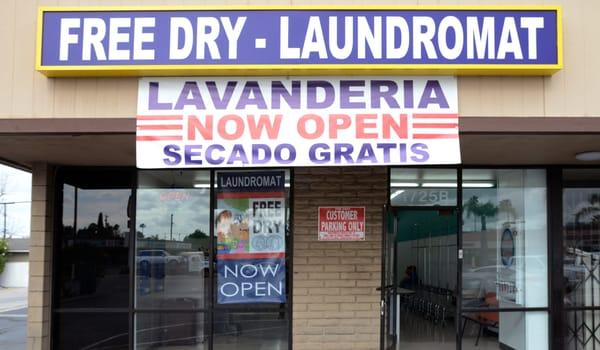 FREE DRY - LAUNDROMAT
LAVANDERIA
NOW OPEN
SECADO GRATIS
OPEN
LAUNDROMAT
FREE
DRY
NOW
OPEN
CUSTOMER
PARKING ONLY